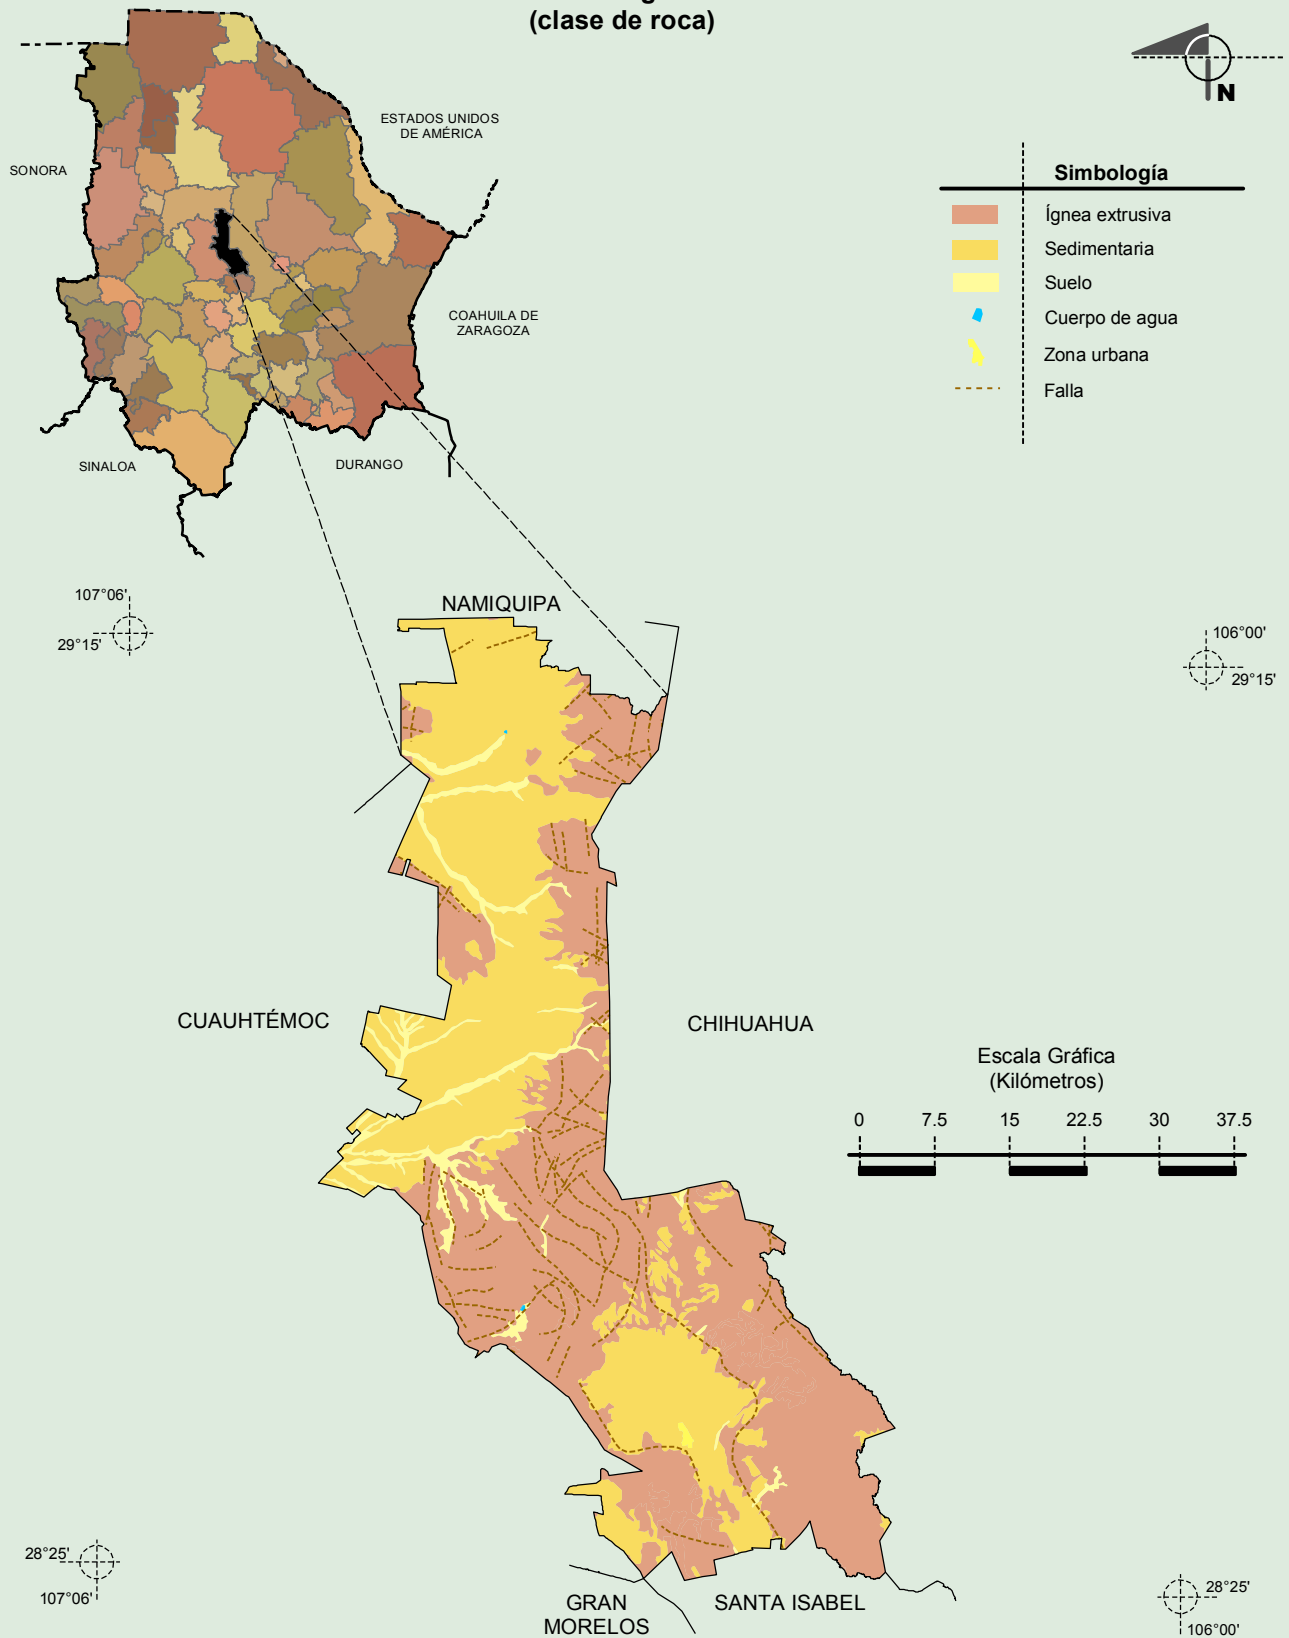 (clase de roca)
N
ESTADOS UNIDOS
DE AMÉRICA
SONORA
Simbología
Ígnea extrusiva
Sedimentaria
Suelo
Cuerpo de agua
Zona urbana
Falla
COAHUILA DE
ZARAGOZA
SINALOA
DURANGO
107°06'
29°15'
NAMIQUIPA
106°00'
29°15'
CUAUHTÉMOC
CHIHUAHUA
Escala Gráfica
(Kilómetros)
0 7.5 15 22.5 30 37.5
28°25'
107°06'
GRAN
MORELOS
SANTA ISABEL
28°25'
106°00'